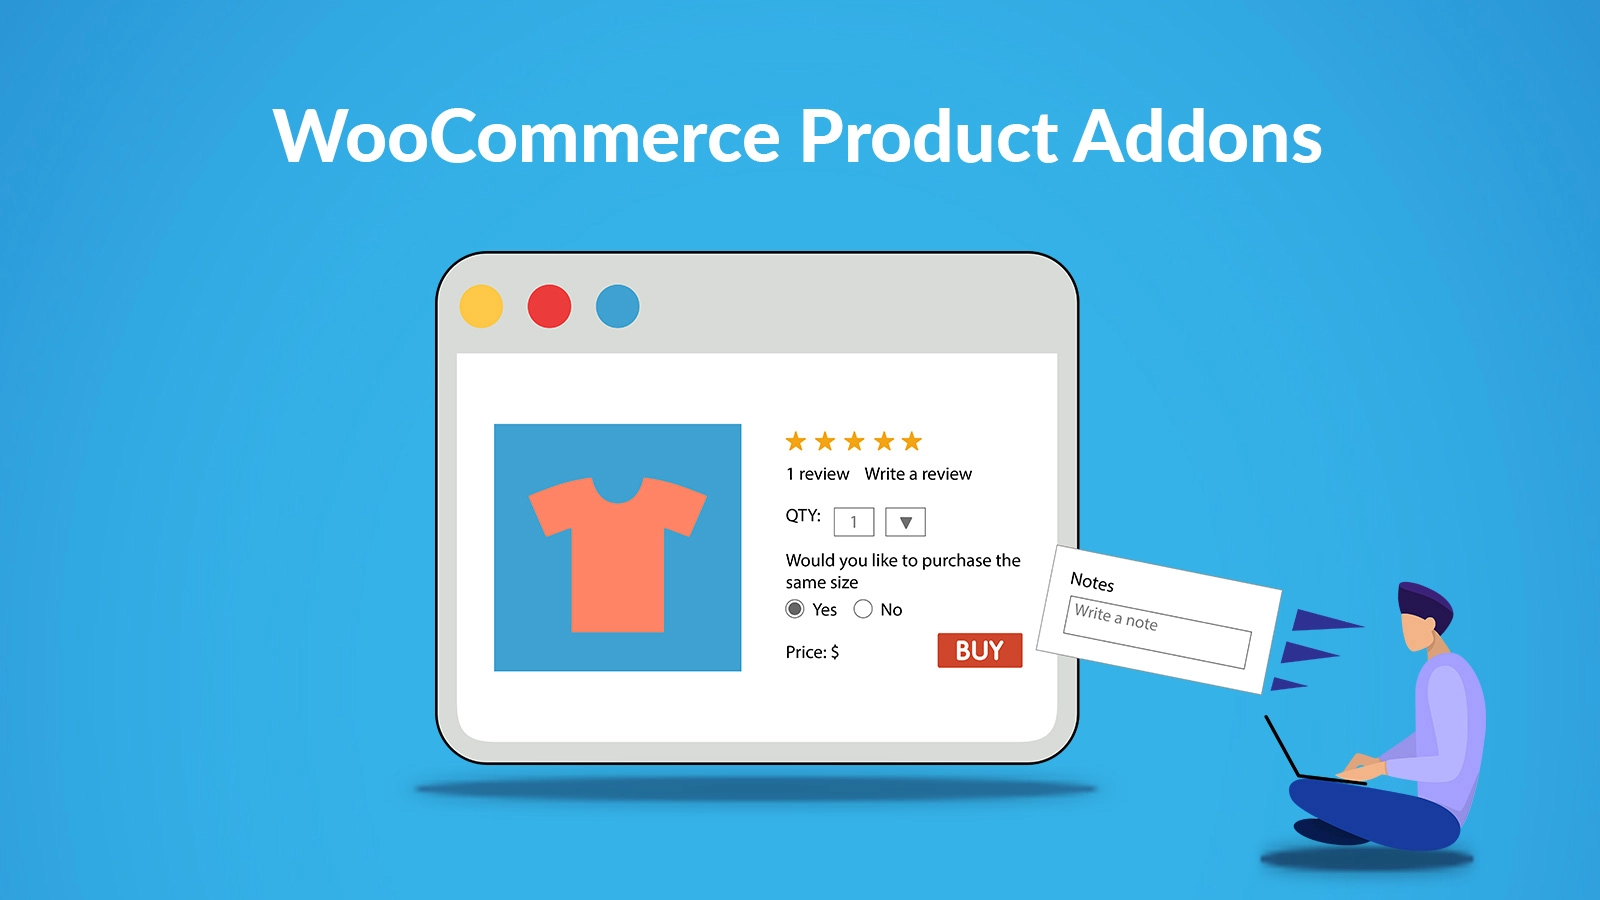 WooCommerce Product Addons
1 review Write a review
QTY: 1 ▼
Would you like to purchase the
same size
Yes No
Price: $ BUY
Notes
Write a note